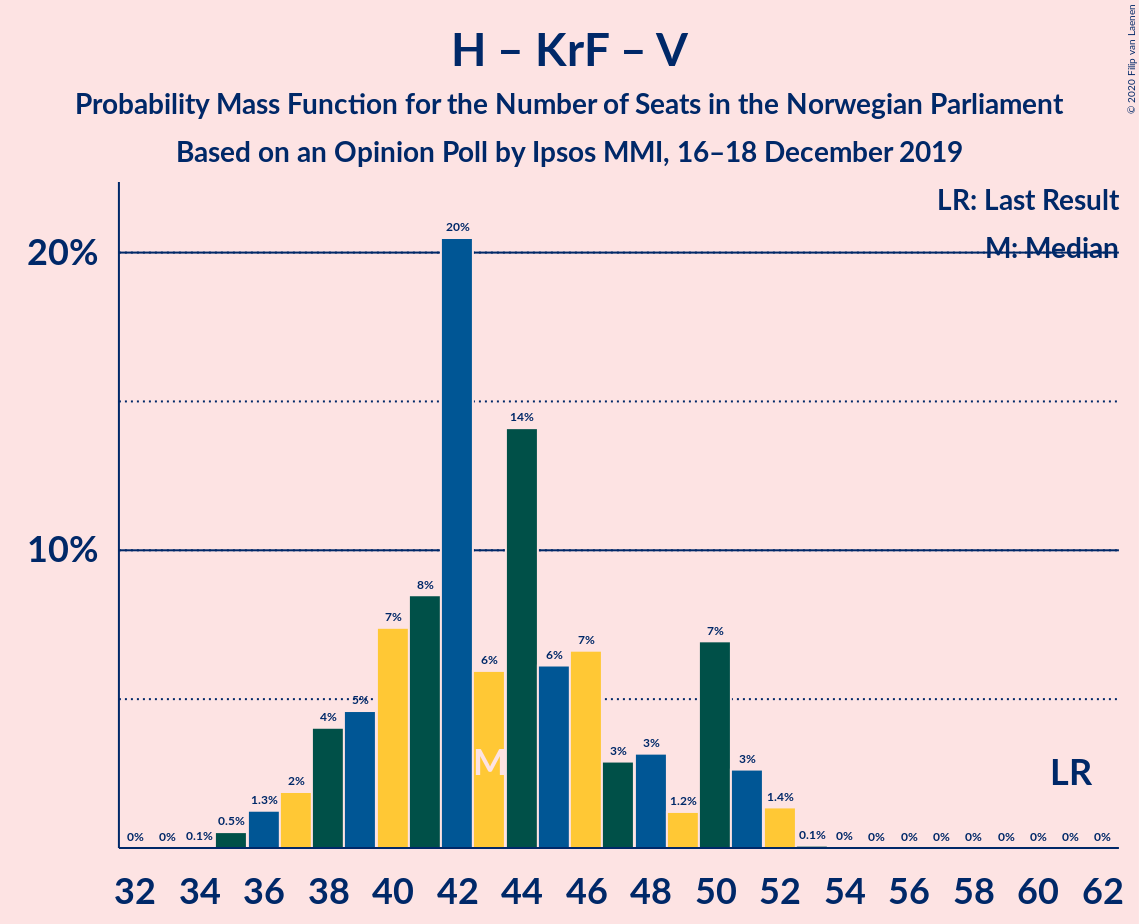 H – KrF – V
Probability Mass Function for the Number of Seats in the Norwegian Parliament
Based on an Opinion Poll by Ipsos MMI, 16–18 December 2019
© 2020 Filip van Laenen
LR: Last Result
M: Median
20%
10%
0% 0% 0.1% 0.5% 1.3% 2% 4% 5% 7% 8% 20% 6% 14% 6% 7% 3% 3% 1.2% 7% 3% 1.4% 0.1% 0% 0% 0% 0% 0% 0% 0% 0% 0%
M
LR
32 34 36 38 40 42 44 46 48 50 52 54 56 58 60 62